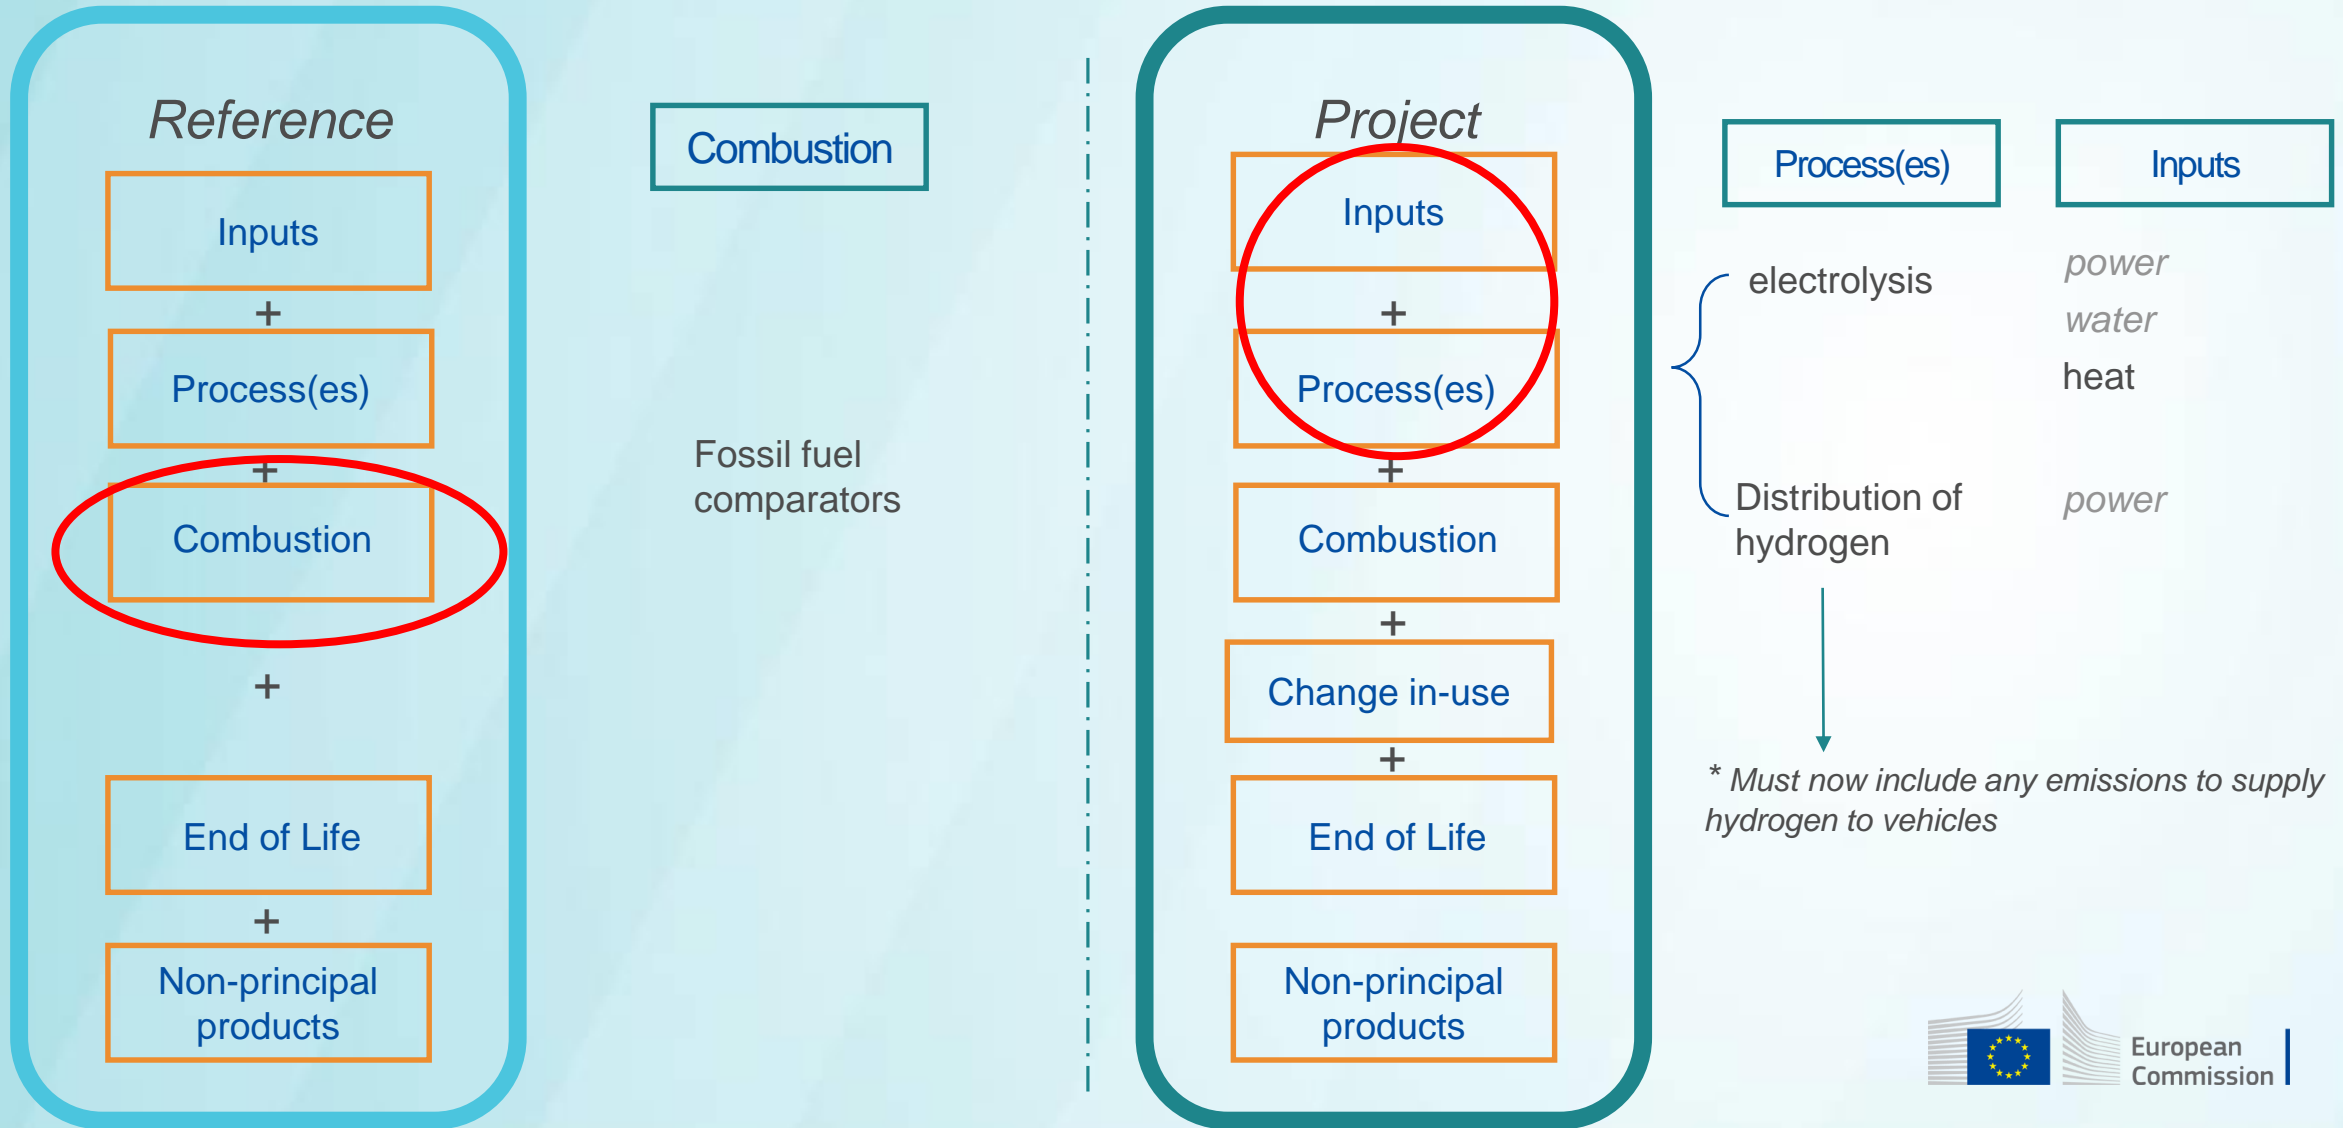 Reference
Inputs
+
Process(es)
+
Combustion
+
End of Life
+
Non-principal
products
Combustion
Fossil fuel
comparators
Project
Inputs
+
Process(es)
+
Combustion
+
Change in-use
+
End of Life
Non-principal
products
Process(es)
Inputs
electrolysis
power
water
heat
Distribution of
hydrogen
power
* Must now include any emissions to supply
hydrogen to vehicles
European
Commission